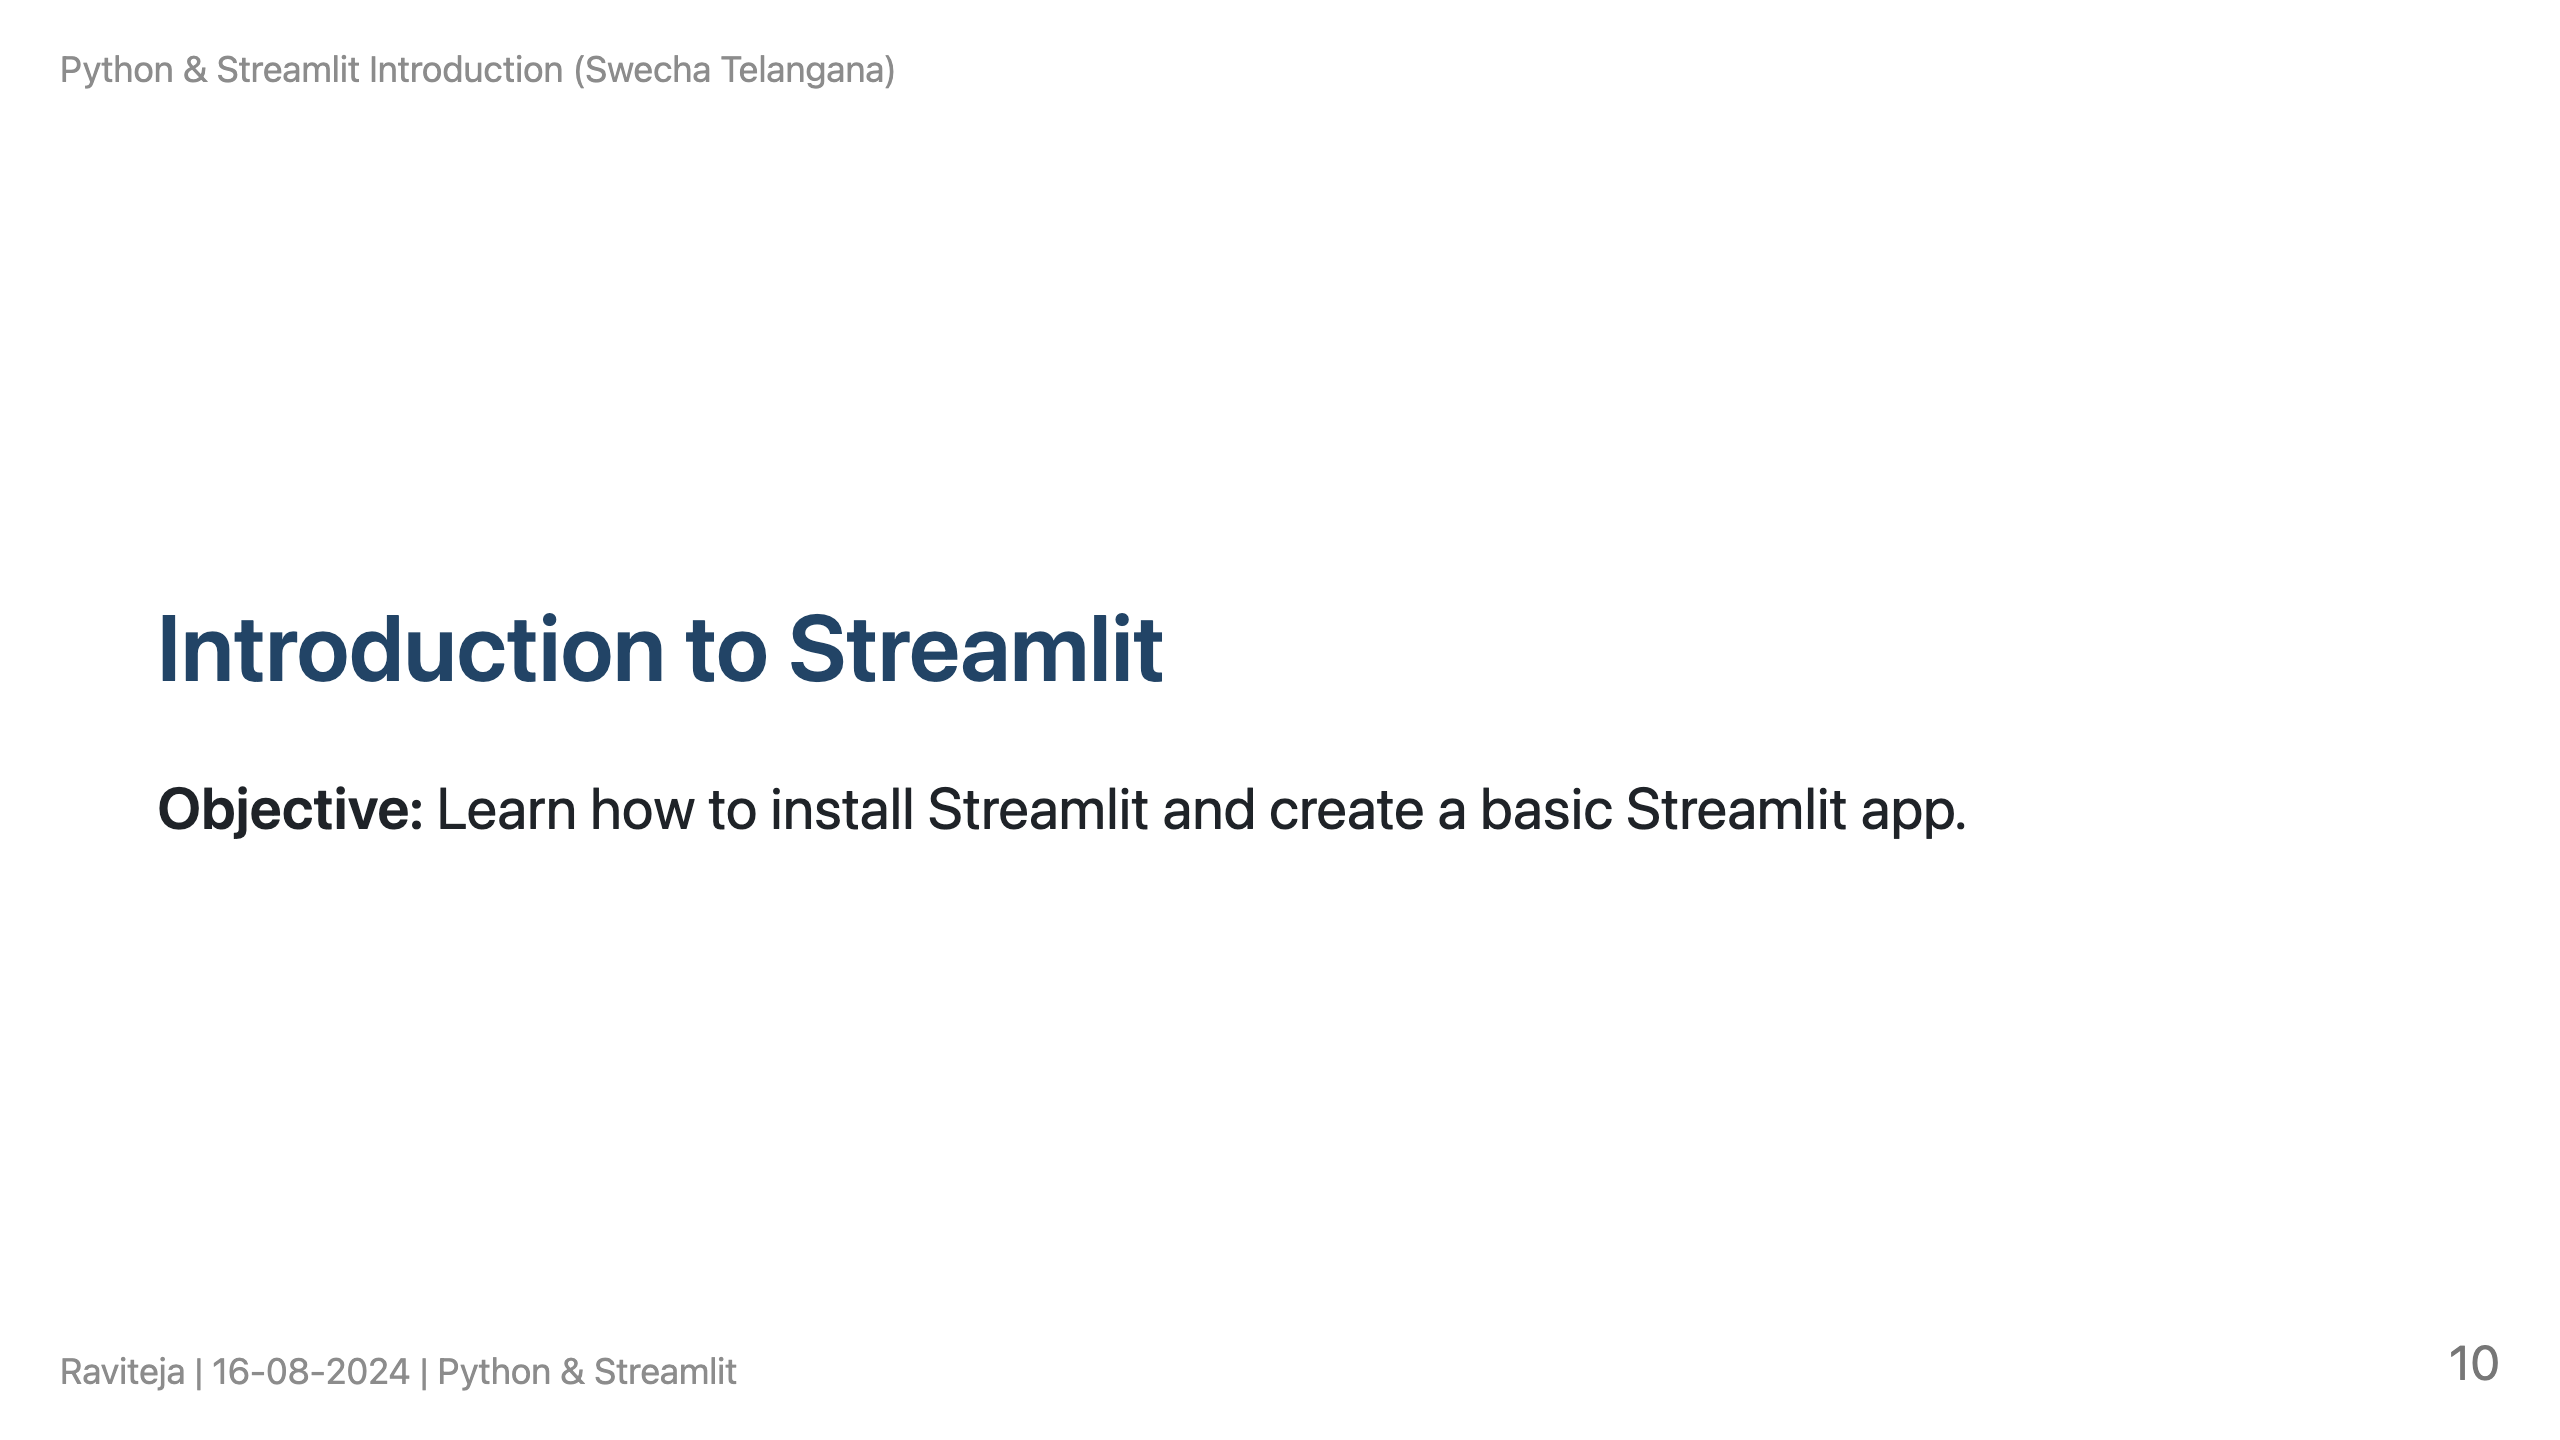 Python & Streamlit Introduction (Swecha Telangana)
Introduction to Streamlit
Objective: Learn how to install Streamlit and create a basic Streamlit app.
Raviteja | 16-08-2024 | Python & Streamlit
10